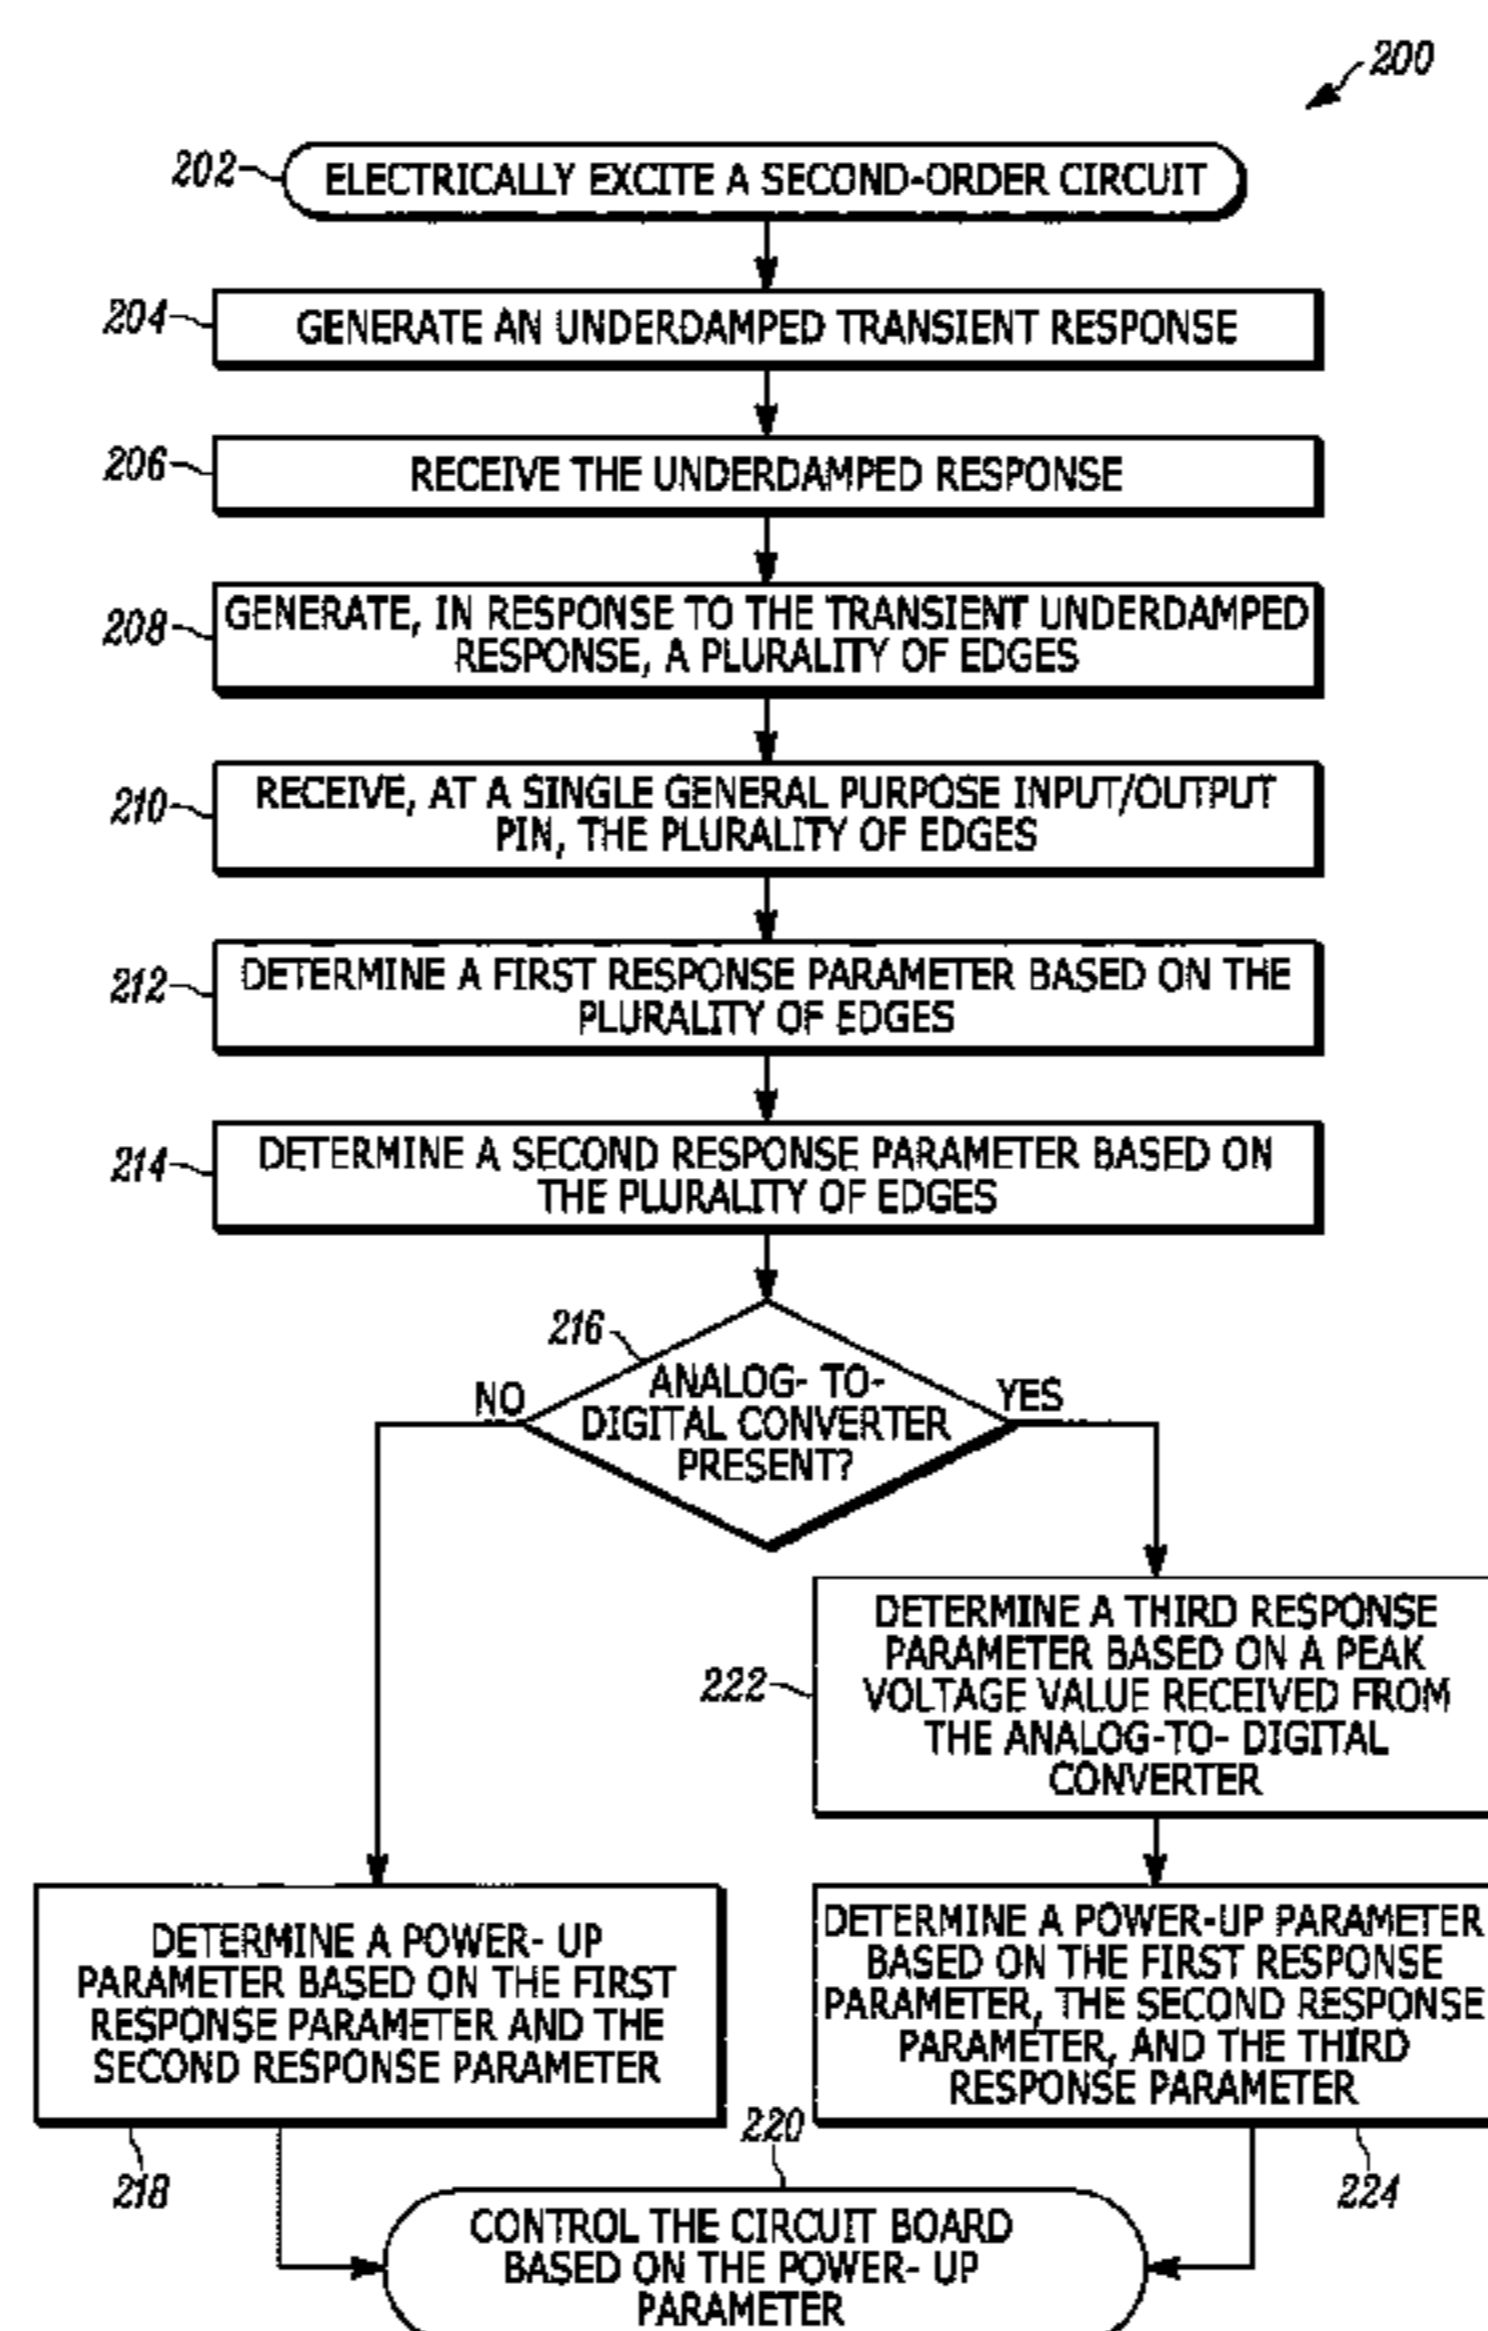 200
202
ELECTRICALLY EXCITE A SECOND-ORDER CIRCUIT
204
GENERATE AN UNDERDAMPED TRANSIENT RESPONSE
206
RECEIVE THE UNDERDAMPED RESPONSE
208
GENERATE, IN RESPONSE TO THE TRANSIENT UNDERDAMPED
RESPONSE, A PLURALITY OF EDGES
210
RECEIVE, AT A SINGLE GENERAL PURPOSE INPUT/OUTPUT
PIN, THE PLURALITY OF EDGES
212
DETERMINE A FIRST RESPONSE PARAMETER BASED ON THE
PLURALITY OF EDGES
214
DETERMINE A SECOND RESPONSE PARAMETER BASED ON
THE PLURALITY OF EDGES
216
ANALOG- TO-
DIGITAL CONVERTER
PRESENT?
NO
YES
222
DETERMINE A THIRD RESPONSE
PARAMETER BASED ON A PEAK
VOLTAGE VALUE RECEIVED FROM
THE ANALOG-TO- DIGITAL
CONVERTER
DETERMINE A POWER- UP
PARAMETER BASED ON THE FIRST
RESPONSE PARAMETER AND THE
SECOND RESPONSE PARAMETER
218
DETERMINE A POWER-UP PARAMETER
BASED ON THE FIRST RESPONSE
PARAMETER, THE SECOND RESPONSE
PARAMETER, AND THE THIRD
RESPONSE PARAMETER
224
220
CONTROL THE CIRCUIT BOARD
BASED ON THE POWER- UP
PARAMETER